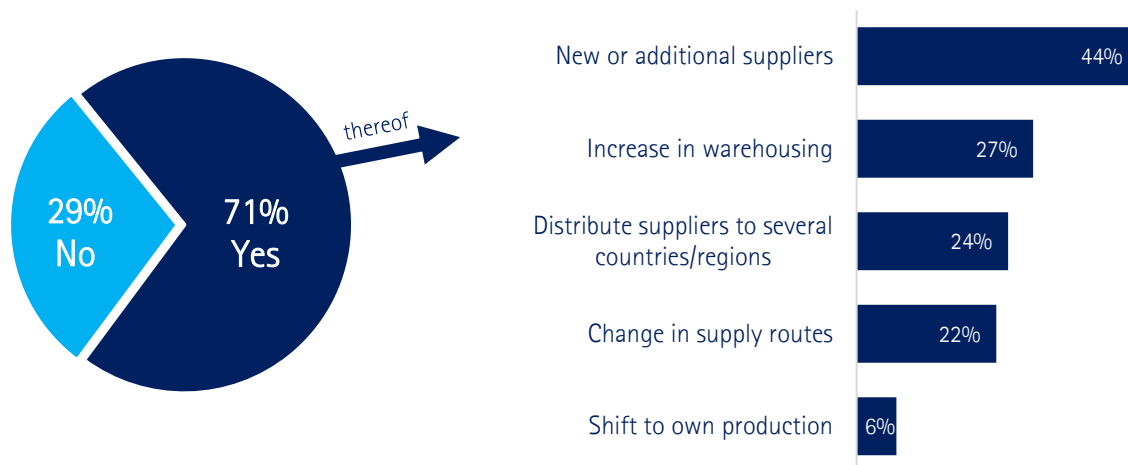 29%
No
71%
Yes
thereof
New or additional suppliers
44%
Increase in warehousing
27%
Distribute suppliers to several
countries/regions
24%
Change in supply routes
22%
Shift to own production
6%